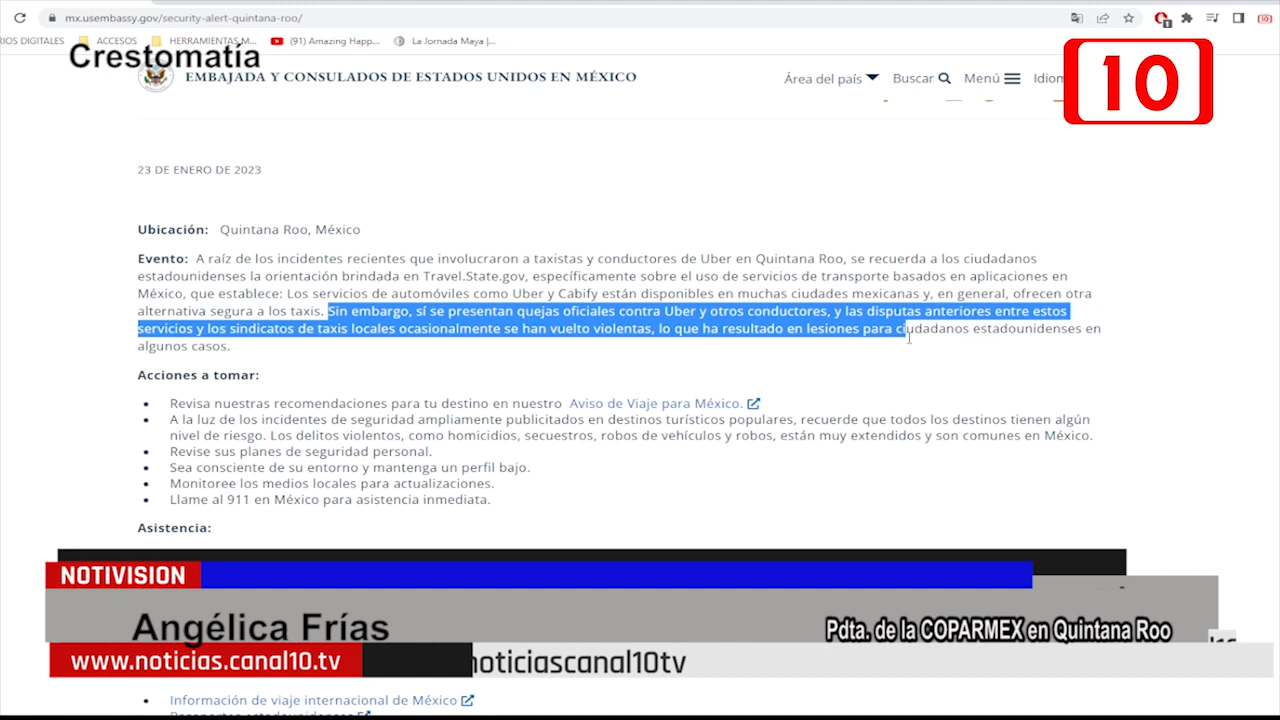 mx.usembassy.gov/security-alert-quintana-roo/
RIOS DIGITALES ACCESOS HERRAMIENTAS M... (91) Amazing Happ... La Jornada Maya |...
Crestomatía
EMBAJADA Y CONSULADOS DE ESTADOS UNIDOS EN MÉXICO
Área del país Buscar Menú Idiom
10
23 DE ENERO DE 2023
Ubicación: Quintana Roo, México
Evento: A raíz de los incidentes recientes que involucraron a taxistas y conductores de Uber en Quintana Roo, se recuerda a los ciudadanos
estadounidenses la orientación brindada en Travel.State.gov, específicamente sobre el uso de servicios de transporte basados en aplicaciones en
México, que establece: Los servicios de automóviles como Uber y Cabify están disponibles en muchas ciudades mexicanas y, en general, ofrecen otra
alternativa segura a los taxis. Sin embargo, sí se presentan quejas oficiales contra Uber y otros conductores, y las disputas anteriores entre estos
servicios y los sindicatos de taxis locales ocasionalmente se han vuelto violentas, lo que ha resultado en lesiones para ciudadanos estadounidenses en
algunos casos.
Acciones a tomar:
• Revisa nuestras recomendaciones para tu destino en nuestro Aviso de Viaje para México.
• A la luz de los incidentes de seguridad ampliamente publicitados en destinos turísticos populares, recuerde que todos los destinos tienen algún
nivel de riesgo. Los delitos violentos, como homicidios, secuestros, robos de vehículos y robos, están muy extendidos y son comunes en México.
• Revise sus planes de seguridad personal.
• Sea consciente de su entorno y mantenga un perfil bajo.
• Monitoree los medios locales para actualizaciones.
• Llame al 911 en México para asistencia inmediata.
Asistencia:
NOTIVISION
Angélica Frías
Pdta. de la COPARMEX en Quintana Roo
www.noticias.canal10.tv
noticiascanal10tv
• Información de viaje internacional de México